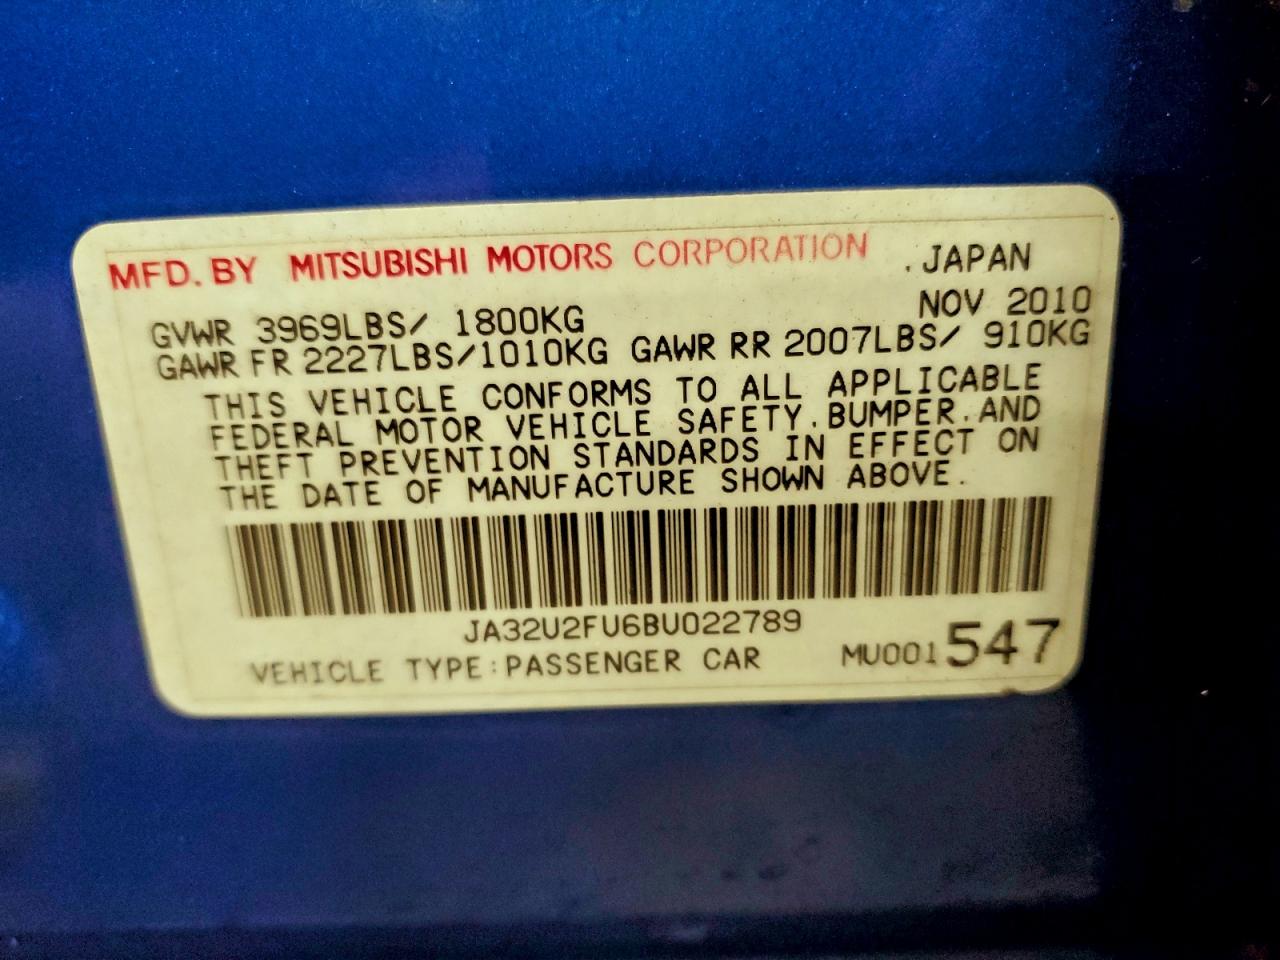 MFD. BY MITSUBISHI MOTORS CORPORATION . JAPAN
NOV 2010
GVWR 3969LBS/ 1800KG
GAWR FR 2227LBS/1010KG GAWR RR 2007LBS/ 910KG
THIS VEHICLE CONFORMS TO ALL APPLICABLE
FEDERAL MOTOR VEHICLE SAFETY. BUMPER. AND
THEFT PREVENTION STANDARDS IN EFFECT ON
THE DATE OF MANUFACTURE SHOWN ABOVE.
JA32U2FU6BU022789
VEHICLE TYPE:PASSENGER CAR MU001547